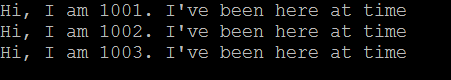 Hi, I am 1001. I've been here at time
Hi, I am 1002. I've been here at time
Hi, I am 1003. I've been here at time